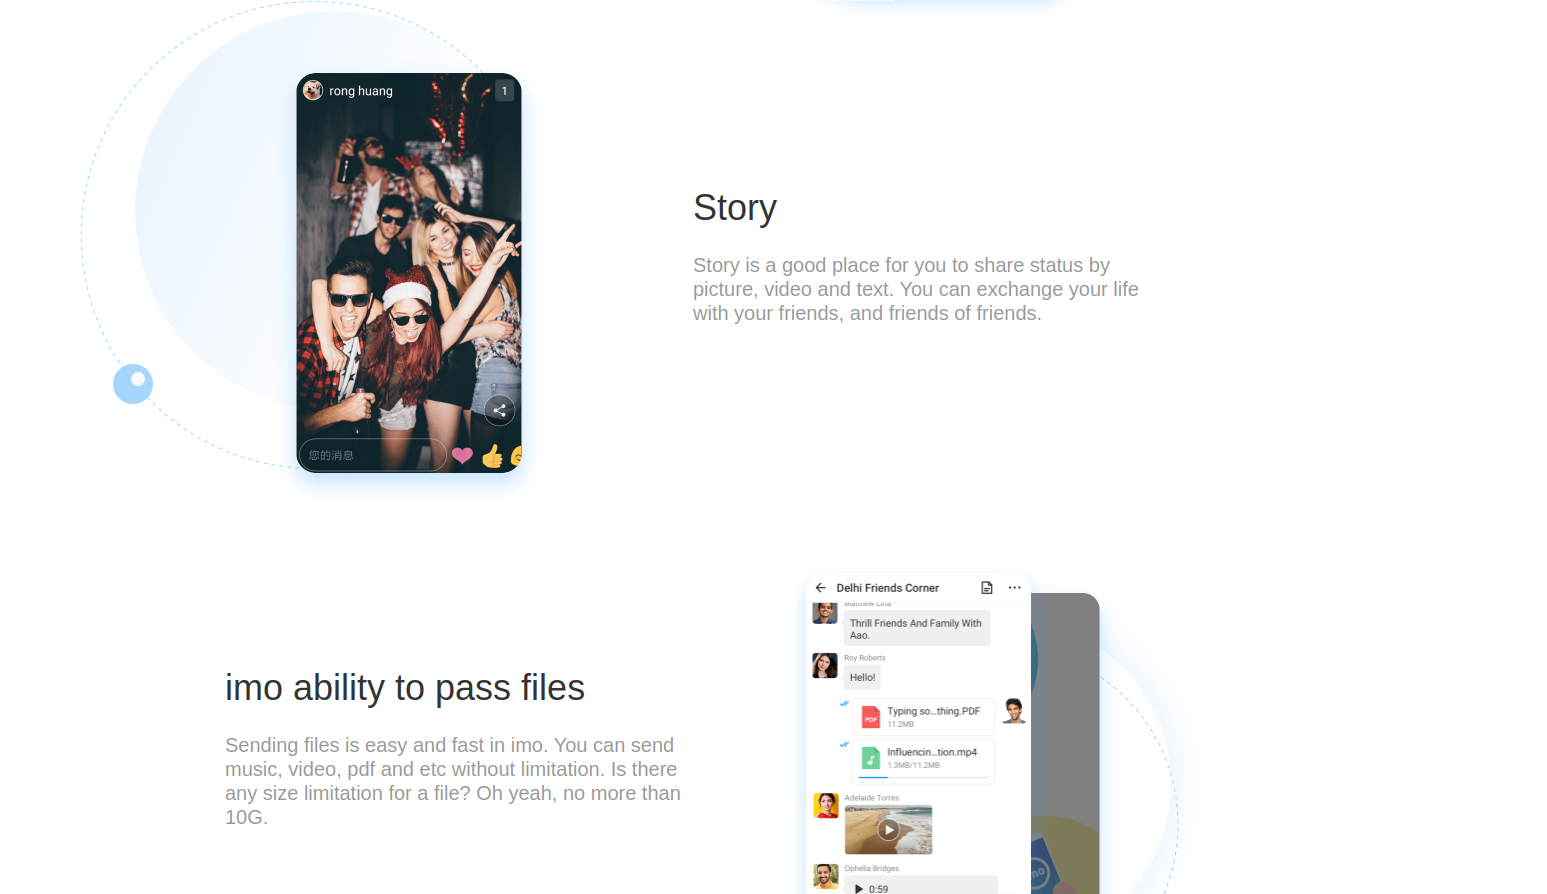 rong huang
1
Story
Story is a good place for you to share status by
picture, video and text. You can exchange your life
with your friends, and friends of friends.
您的消息
Delhi Friends Corner
Matthew Lina
Thrill Friends And Family With
Aao.
Roy Roberts
Hello!
imo ability to pass files
PDF
Typing so...thing.PDF
11.2MB
Sending files is easy and fast in imo. You can send
music, video, pdf and etc without limitation. Is there
any size limitation for a file? Oh yeah, no more than
10G.
Influencin...tion.mp4
1.3MB/11.2MB
Adelaide Torres
Ophelia Bridges
0:59